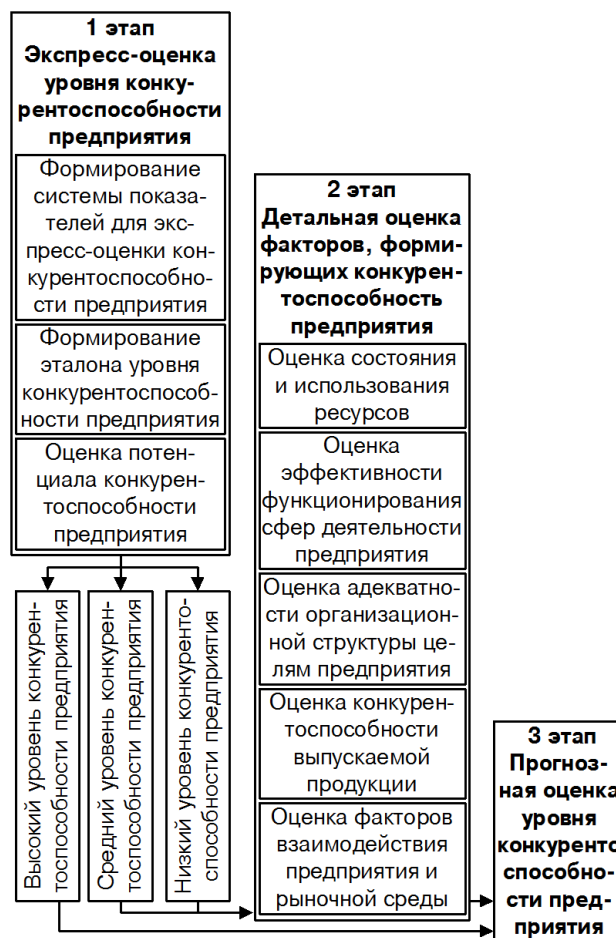 1 этап
Экспресс-оценка
уровня конку-
рентоспособности
предприятия
Формирование
системы показа-
телей для экс-
пресс-оценки кон-
курентоспособно-
сти предприятия
Формирование
эталона уровня
конкурентоспособ-
ности предприятия
Оценка потен-
циала конкурен-
тоспособности
предприятия
Высокий уровень конкурен-
тоспособности предприятия
Средний уровень конкурен-
тоспособности предприятия
Низкий уровень конкуренто-
способности предприятия
2 этап
Детальная оценка
факторов, форми-
рующих конкурен-
тоспособность
предприятия
Оценка состояния
и использования
ресурсов
Оценка
эффективности
функционирования
сфер деятельности
предприятия
Оценка адекватно-
сти организацион-
ной структуры це-
лям предприятия
Оценка конкурен-
тоспособности
выпускаемой
продукции
Оценка факторов
взаимодействия
предприятия и
рыночной среды
3 этап
Прогноз-
ная оценка
уровня
конкуренто
способно-
сти пред-
приятия